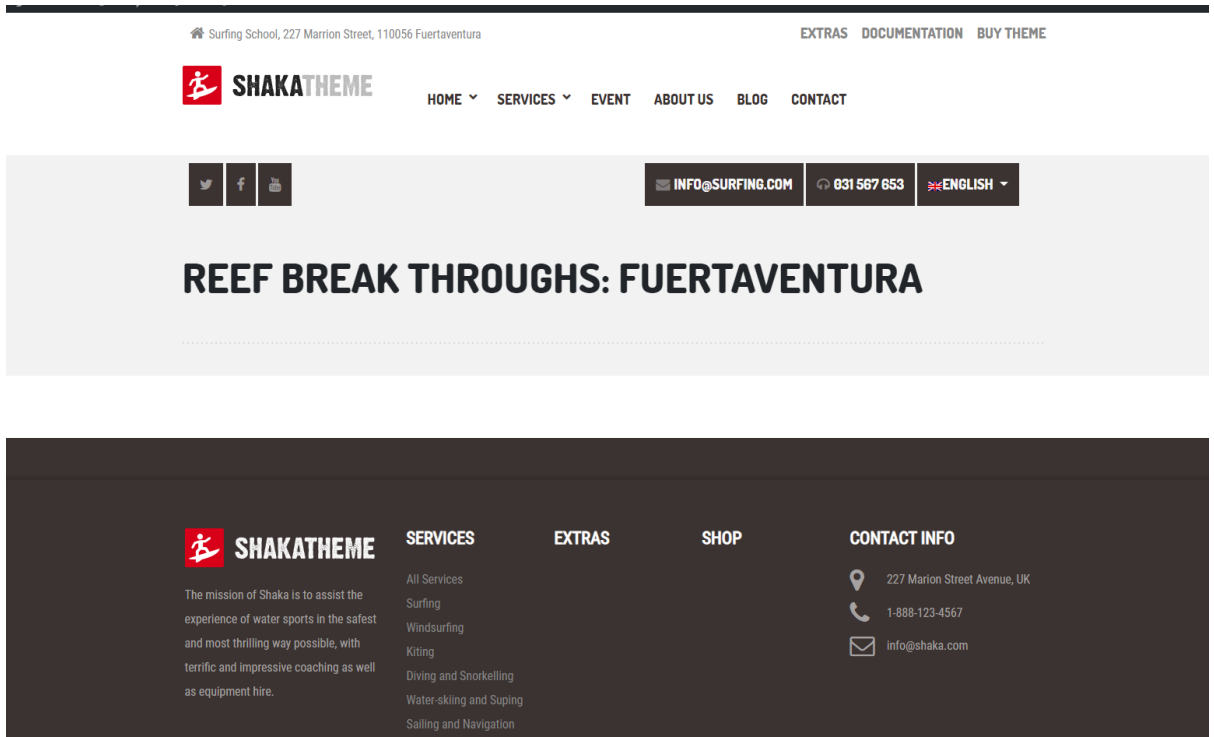 Surfing School, 227 Marrion Street, 110056 Fuertaventura
EXTRAS DOCUMENTATION BUY THEME
SHAKATHEME
HOME SERVICES EVENT ABOUT US BLOG CONTACT
INFO@SURFING.COM 031 567 653 ENGLISH
REEF BREAK THROUGHS: FUERTAVENTURA
SHAKATHEME
The mission of Shaka is to assist the
experience of water sports in the safest
and most thrilling way possible, with
terrific and impressive coaching as well
as equipment hire.
SERVICES
All Services
Surfing
Windsurfing
Kiting
Diving and Snorkelling
Water-skiing and Suping
Sailing and Navigation
EXTRAS
SHOP
CONTACT INFO
227 Marion Street Avenue, UK
1-888-123-4567
info@shaka.com